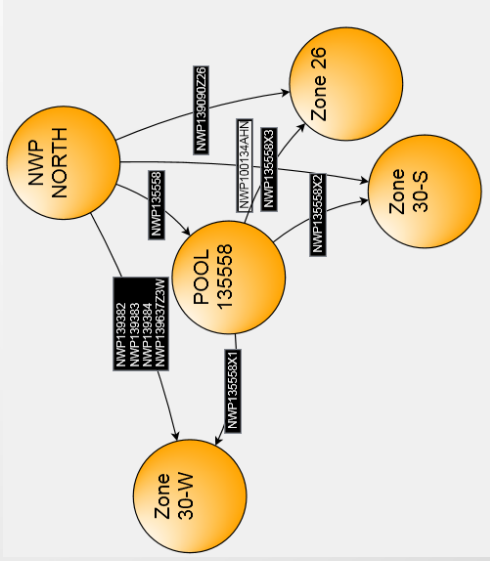 NWP
NORTH
Zone 26
Zone
30-S
POOL
135558
Zone
30-W
NWP139090Z26
NWP100134AHN
NWP135558X3
NWP135558
NWP135558X2
NWP139382
NWP139383
NWP139384
NWP139637Z3W
NWP135558X1